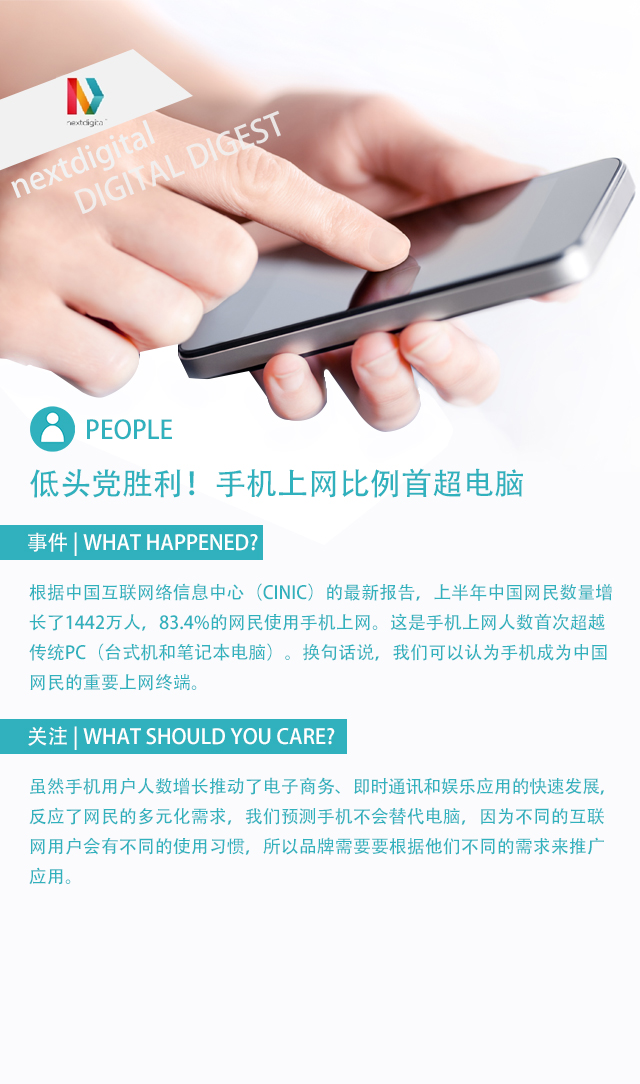 nextdigital
nextdigital
DIGITAL DIGEST
PEOPLE
低头党胜利！手机上网比例首超电脑
事件 | WHAT HAPPENED?
根据中国互联网络信息中心（CINIC）的最新报告，上半年中国网民数量增
长了1442万人，83.4%的网民使用手机上网。这是手机上网人数首次超越
传统PC（台式机和笔记本电脑）。换句话说，我们可以认为手机成为中国
网民的重要上网终端。
关注 | WHAT SHOULD YOU CARE?
虽然手机用户人数增长推动了电子商务、即时通讯和娱乐应用的快速发展,
反应了网民的多元化需求，我们预测手机不会替代电脑，因为不同的互联
网用户会有不同的使用习惯，所以品牌需要要根据他们不同的需求来推广
应用。